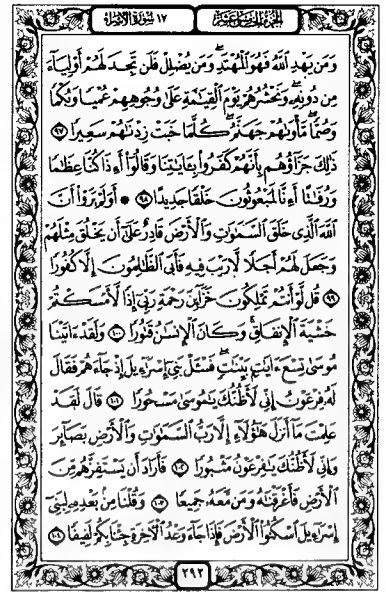 الجزء الخامس عشر
١٧ سورة الإسراء
وَمَن يَهْدِ ٱللَّهُ فَهُوَ ٱلْمُهْتَدِ ۖ وَمَن يُضْلِلْ فَلَن تَجِدَ لَهُمْ أَوْلِيَآءَ
مِن دُونِهِۦ ۖ وَنَحْشُرُهُمْ يَوْمَ ٱلْقِيَٰمَةِ عَلَىٰ وُجُوهِهِمْ عُمْيًا وَبُكْمًا
وَصُمًّا ۖ مَّأْوَىٰهُمْ جَهَنَّمُ ۖ كُلَّمَا خَبَتْ زِدْنَٰهُمْ سَعِيرًا ٩٧
ذَٰلِكَ جَزَآؤُهُم بِأَنَّهُمْ كَفَرُوا۟ بِـَٔايَٰتِنَا وَقَالُوٓا۟ أَءِذَا كُنَّا عِظَٰمًا
وَرُفَٰتًا أَءِنَّا لَمَبْعُوثُونَ خَلْقًا جَدِيدًا ٩٨ ۞ أَوَلَمْ يَرَوْا۟ أَنَّ
ٱللَّهَ ٱلَّذِى خَلَقَ ٱلسَّمَٰوَٰتِ وَٱلْأَرْضَ قَادِرٌ عَلَىٰٓ أَن يَخْلُقَ مِثْلَهُمْ
وَجَعَلَ لَهُمْ أَجَلًا لَّا رَيْبَ فِيهِ فَأَبَى ٱلظَّٰلِمُونَ إِلَّا كُفُورًا
٩٩ قُل لَّوْ أَنتُمْ تَمْلِكُونَ خَزَآئِنَ رَحْمَةِ رَبِّىٓ إِذًا لَّأَمْسَكْتُمْ
خَشْيَةَ ٱلْإِنفَاقِ ۚ وَكَانَ ٱلْإِنسَٰنُ قَتُورًا ١٠٠ وَلَقَدْ ءَاتَيْنَا
مُوسَىٰ تِسْعَ ءَايَٰتٍۭ بَيِّنَٰتٍ ۖ فَسْـَٔلْ بَنِىٓ إِسْرَٰٓءِيلَ إِذْ جَآءَهُمْ فَقَالَ
لَهُۥ فِرْعَوْنُ إِنِّى لَأَظُنُّكَ يَٰمُوسَىٰ مَسْحُورًا ١٠١ قَالَ لَقَدْ
عَلِمْتَ مَآ أَنزَلَ هَٰٓؤُلَآءِ إِلَّا رَبُّ ٱلسَّمَٰوَٰتِ وَٱلْأَرْضِ بَصَآئِرَ
وَإِنِّى لَأَظُنُّكَ يَٰفِرْعَوْنُ مَثْبُورًا ١٠٢ فَأَرَادَ أَن يَسْتَفِزَّهُم مِّنَ
ٱلْأَرْضِ فَأَغْرَقْنَٰهُ وَمَن مَّعَهُۥ جَمِيعًا ١٠٣ وَقُلْنَا مِنۢ بَعْدِهِۦ لِبَنِىٓ
إِسْرَٰٓءِيلَ ٱسْكُنُوا۟ ٱلْأَرْضَ فَإِذَا جَآءَ وَعْدُ ٱلْءَاخِرَةِ جِئْنَا بِكُمْ لَفِيفًا ١٠٤
٢٩٢